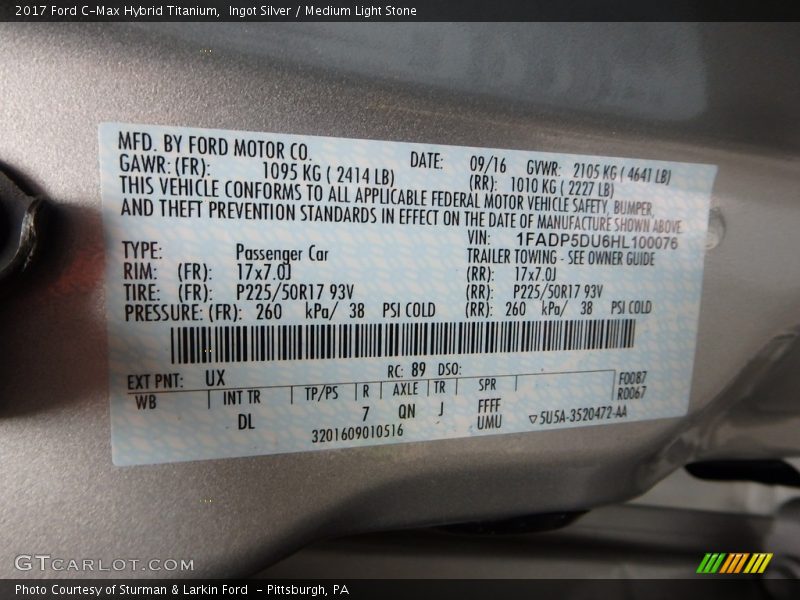 2017 Ford C-Max Hybrid Titanium,  Ingot Silver / Medium Light Stone
MFD. BY FORD MOTOR CO.
DATE: 09/16 GVWR: 2105 KG ( 4641 LB)
GAWR: (FR): 1095 KG ( 2414 LB) (RR): 1010 KG ( 2227 LB)
THIS VEHICLE CONFORMS TO ALL APPLICABLE FEDERAL MOTOR VEHICLE SAFETY, BUMPER,
AND THEFT PREVENTION STANDARDS IN EFFECT ON THE DATE OF MANUFACTURE SHOWN ABOVE.
VIN: 1FADP5DU6HL100076
TYPE: Passenger Car TRAILER TOWING - SEE OWNER GUIDE
RIM: (FR): 17x7.0J (RR): 17x7.0J
TIRE: (FR): P225/50R17 93V (RR): P225/50R17 93V
PRESSURE: (FR): 260 kPa/ 38 PSI COLD (RR): 260 kPa/ 38 PSI COLD
EXT PNT: UX RC: 89 DSO:
WB INT TR TP/PS R AXLE TR SPR F0087
R0067
DL 7 QN J FFFF
UMU
3201609010516 ▽5U5A-3520472-AA
GTCARLOT.COM
Photo Courtesy of Sturman & Larkin Ford  - Pittsburgh, PA